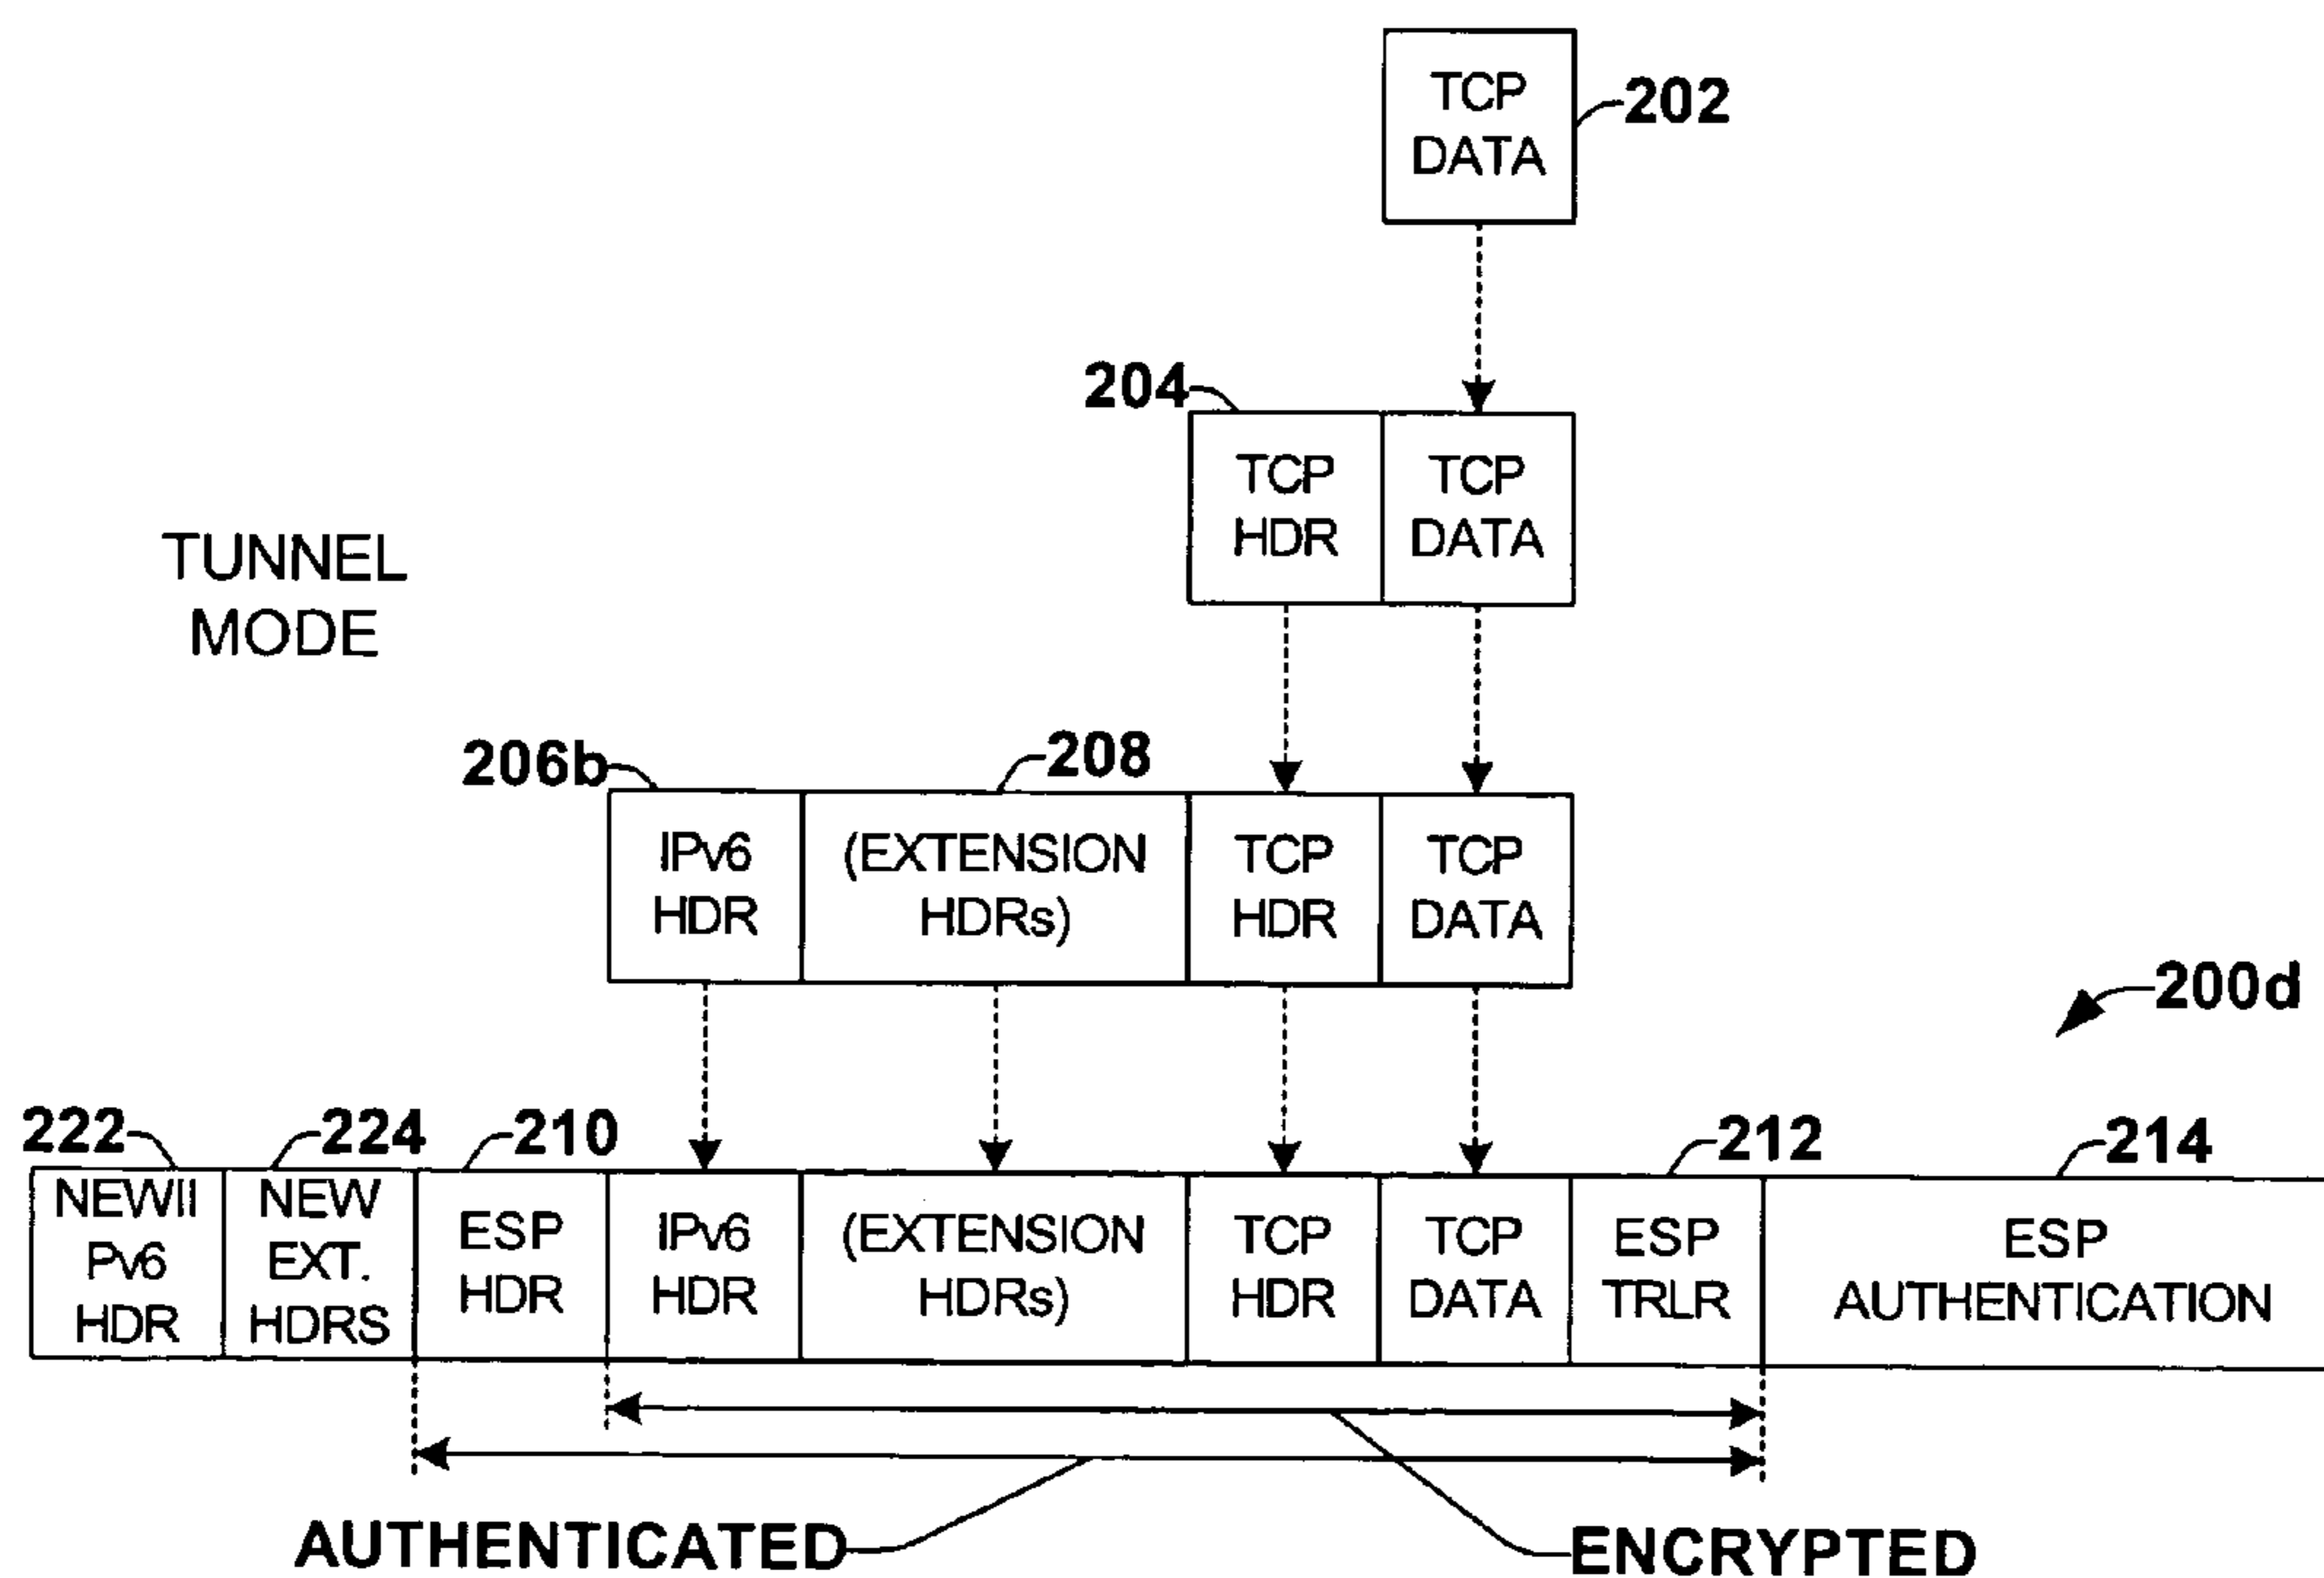 TCP
DATA
202
204
TCP
HDR
TCP
DATA
TUNNEL
MODE
206b
208
IPv6
HDR
(EXTENSION
HDRs)
TCP
HDR
TCP
DATA
200d
222
224
210
212
214
NEWII
Pv6
HDR
NEW
EXT.
HDRS
ESP
HDR
IPv6
HDR
(EXTENSION
HDRs)
TCP
HDR
TCP
DATA
ESP
TRLR
ESP
AUTHENTICATION
AUTHENTICATED
ENCRYPTED